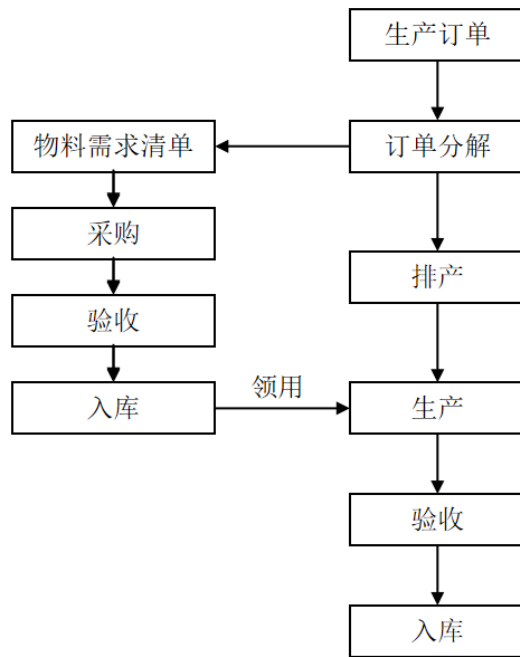 生产订单
物料需求清单
订单分解
采购
排产
验收
入库
领用
生产
验收
入库